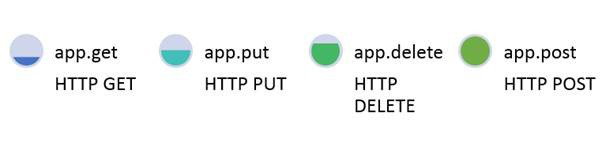 app.get
HTTP GET
app.put
HTTP PUT
app.delete
HTTP
DELETE
app.post
HTTP POST